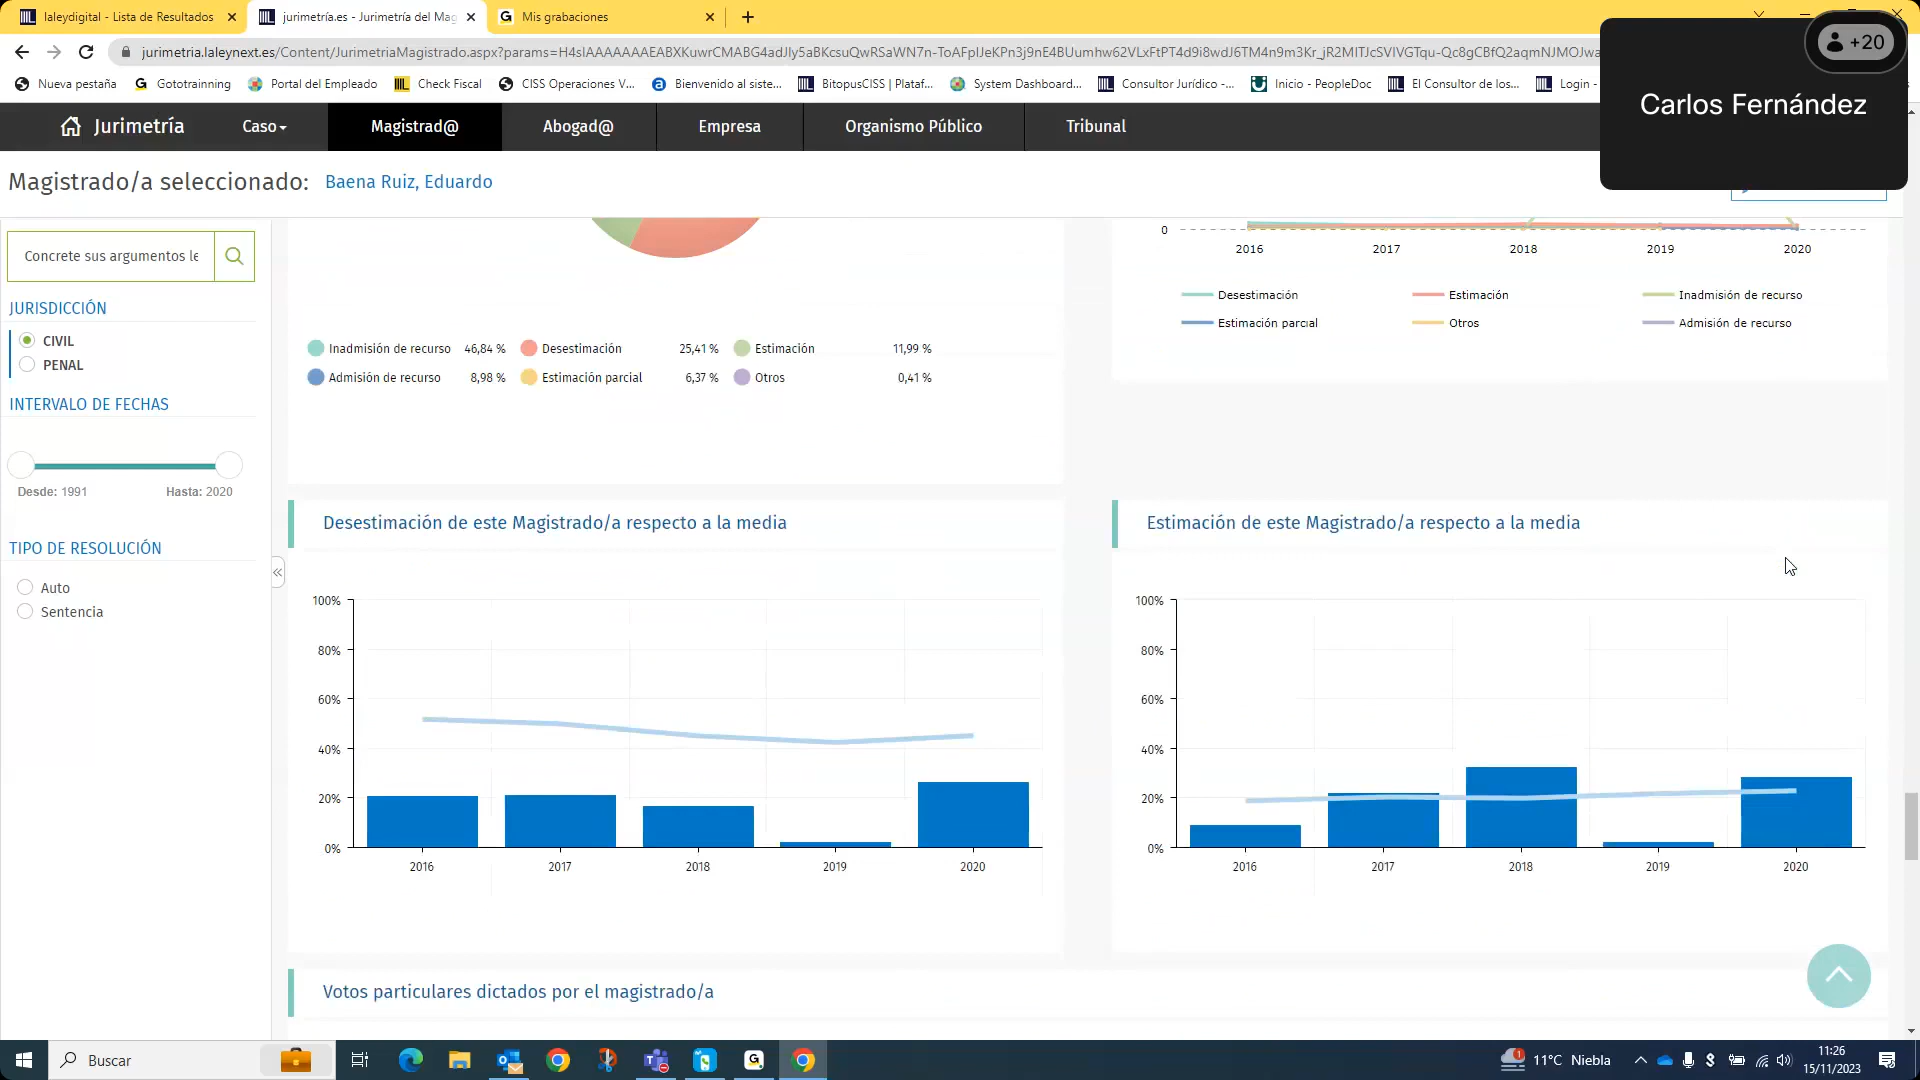 laleydigital - Lista de Resultados
jurimetría.es - Jurimetría del Mag
Mis grabaciones
jurimetria.laleynext.es/Content/JurimetriaMagistrado.aspx?params=
+20
Carlos Fernández
Nueva pestaña
Gototrainning
Portal del Empleado
Check Fiscal
CISS Operaciones V...
Bienvenido al siste...
BitopusCISS | Plataf...
System Dashboard...
Consultor Jurídico -...
Inicio - PeopleDoc
El Consultor de los...
Login -
Jurimetría
Caso
Magistrad@
Abogad@
Empresa
Organismo Público
Tribunal
Magistrado/a seleccionado: Baena Ruiz, Eduardo
Concrete sus argumentos le
JURISDICCIÓN
CIVIL
PENAL
INTERVALO DE FECHAS
Desde: 1991 Hasta: 2020
TIPO DE RESOLUCIÓN
Auto
Sentencia
Inadmisión de recurso 46,84 % Desestimación 25,41 % Estimación 11,99 %
Admisión de recurso 8,98 % Estimación parcial 6,37 % Otros 0,41 %
0
2016 2017 2018 2019 2020
Desestimación Estimación Inadmisión de recurso
Estimación parcial Otros Admisión de recurso
Desestimación de este Magistrado/a respecto a la media
100%
80%
60%
40%
20%
0%
2016 2017 2018 2019 2020
Estimación de este Magistrado/a respecto a la media
100%
80%
60%
40%
20%
0%
2016 2017 2018 2019 2020
Votos particulares dictados por el magistrado/a
Buscar
11°C Niebla
11:26
15/11/2023